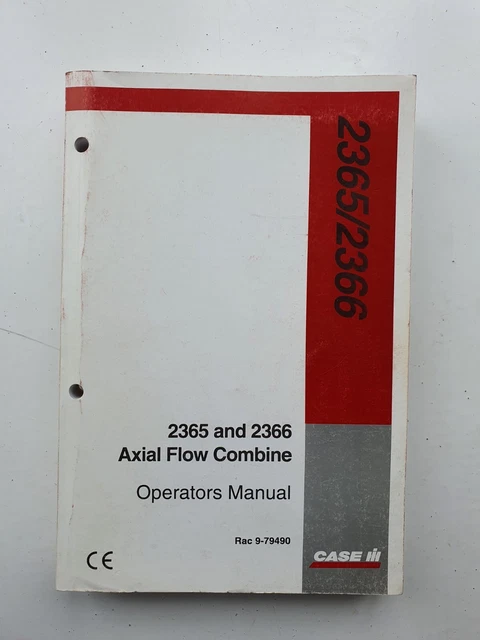 2365/2366
2365 and 2366
Axial Flow Combine
Operators Manual
Rac 9-79490
CE
CASE IH